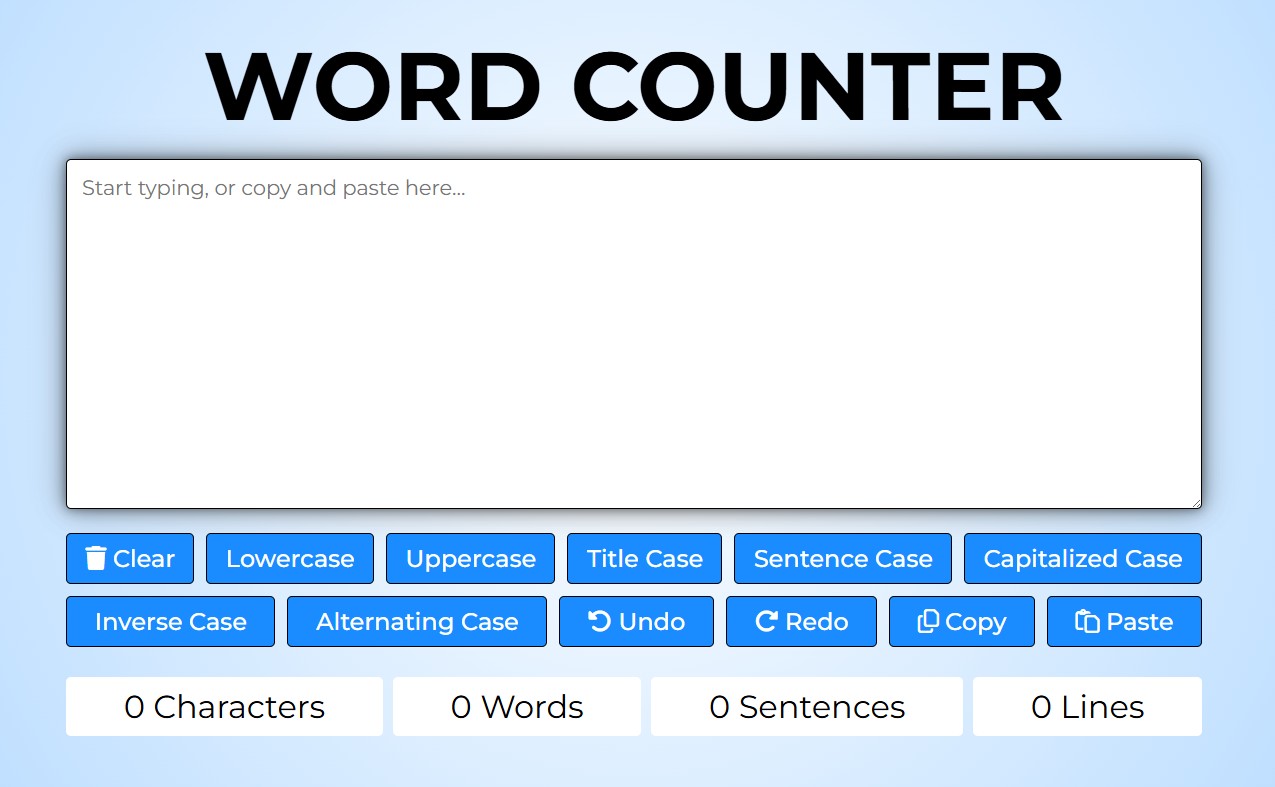 WORD COUNTER
Start typing, or copy and paste here...
Clear Lowercase Uppercase Title Case Sentence Case Capitalized Case
Inverse Case Alternating Case Undo Redo Copy Paste
0 Characters 0 Words 0 Sentences 0 Lines